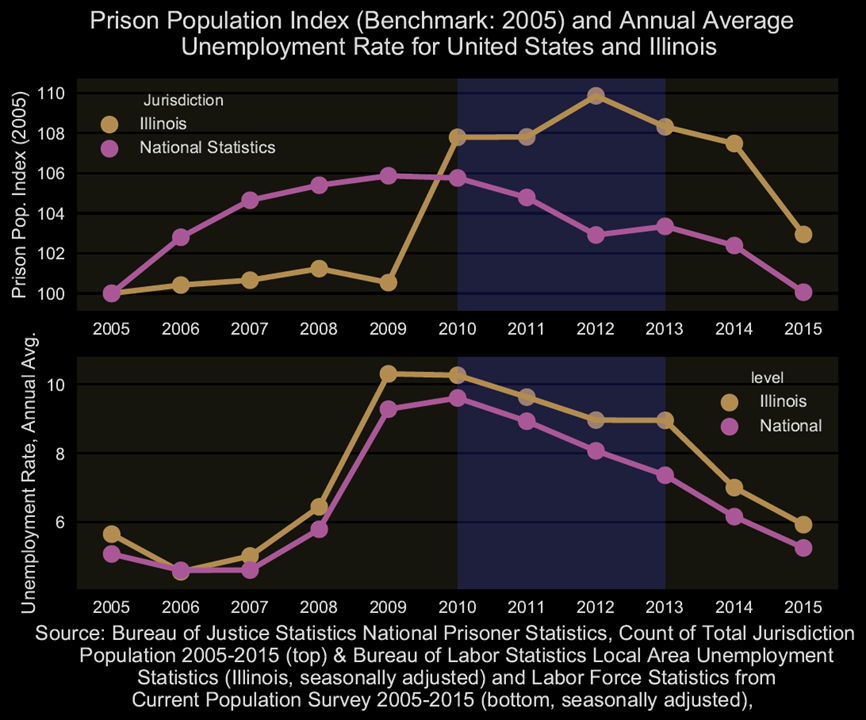 Prison Population Index (Benchmark: 2005) and Annual Average
Unemployment Rate for United States and Illinois
Prison Pop. Index (2005)
110
108
106
104
102
100
Jurisdiction
Illinois
National Statistics
2005 2006 2007 2008 2009 2010 2011 2012 2013 2014 2015
Unemployment Rate, Annual Avg.
10
8
6
level
Illinois
National
2005 2006 2007 2008 2009 2010 2011 2012 2013 2014 2015
Source: Bureau of Justice Statistics National Prisoner Statistics, Count of Total Jurisdiction
Population 2005-2015 (top) & Bureau of Labor Statistics Local Area Unemployment
Statistics (Illinois, seasonally adjusted) and Labor Force Statistics from
Current Population Survey 2005-2015 (bottom, seasonally adjusted),